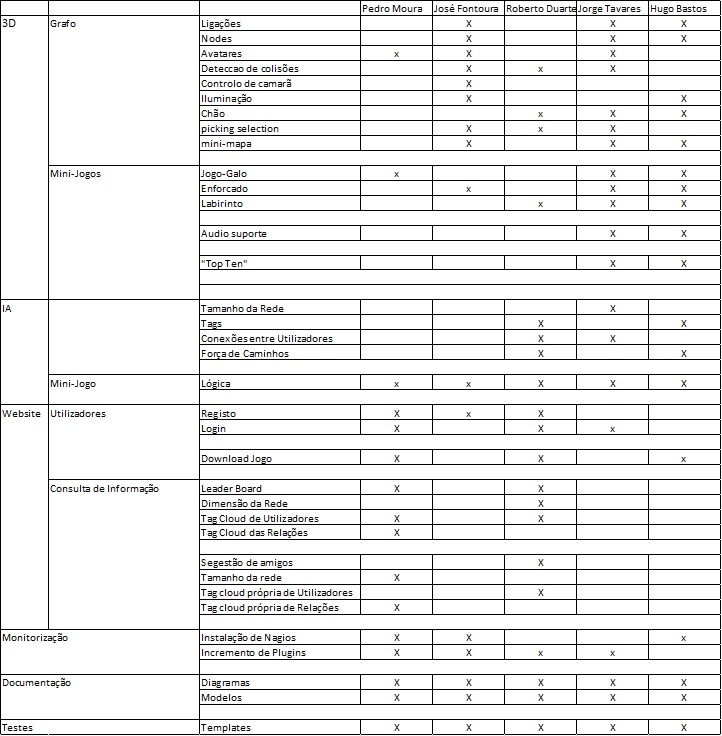 Pedro Moura José Fontoura Roberto Duarte Jorge Tavares Hugo Bastos
3D Grafo Ligações X X X
Nodes X X X
Avatares x X X
Deteccao de colisões X x X
Controlo de camarã X
Iluminação X X
Chão x X X
picking selection X x X
mini-mapa X X X
Mini-Jogos Jogo-Galo x X X
Enforcado x X X
Labirinto x X X
Audio suporte X X
"Top Ten" X X
IA Tamanho da Rede X
Tags X X
Conexões entre Utilizadores X X
Força de Caminhos X X
Mini-Jogo Lógica x x X X X
Website Utilizadores Registo X x X
Login X X x
Download Jogo X X x
Consulta de Informação Leader Board X X
Dimensão da Rede X
Tag Cloud de Utilizadores X X
Tag Cloud das Relações X
Segestão de amigos X
Tamanho da rede X
Tag cloud própria de Utilizadores X
Tag cloud própria de Relações X
Monitorização Instalação de Nagios X X x
Incremento de Plugins X X x x
Documentação Diagramas X X X X X
Modelos X X X X X
Testes Templates X X X X X